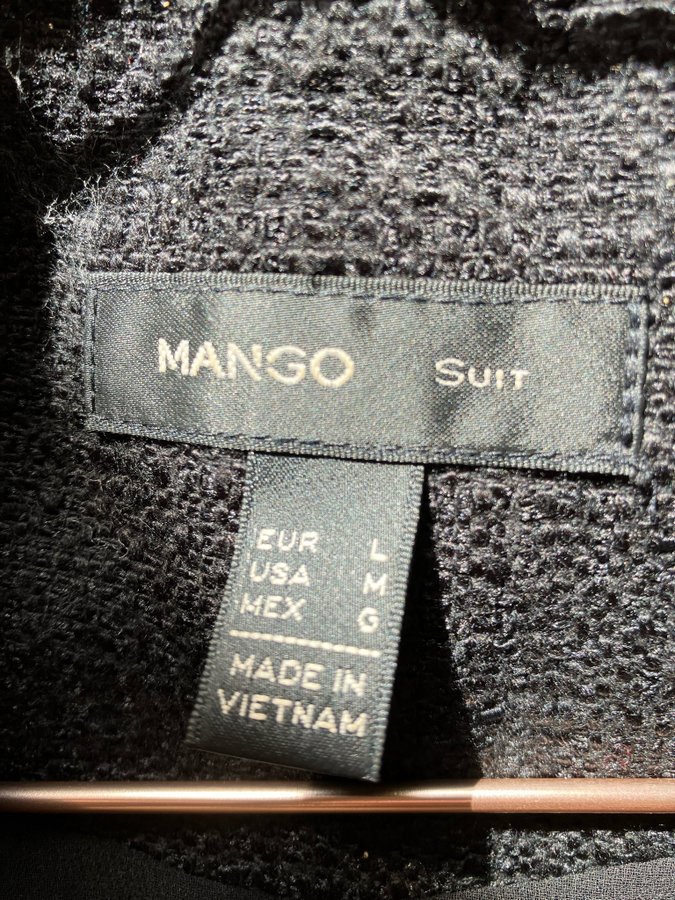 MANGO SUIT
EUR L
USA M
MEX G
MADE IN
VIETNAM